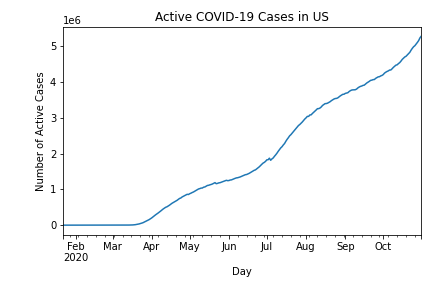 Active COVID-19 Cases in US
1e6
5
4
3
2
1
0
Number of Active Cases
Feb
2020
Mar
Apr
May
Jun
Jul
Aug
Sep
Oct
Day